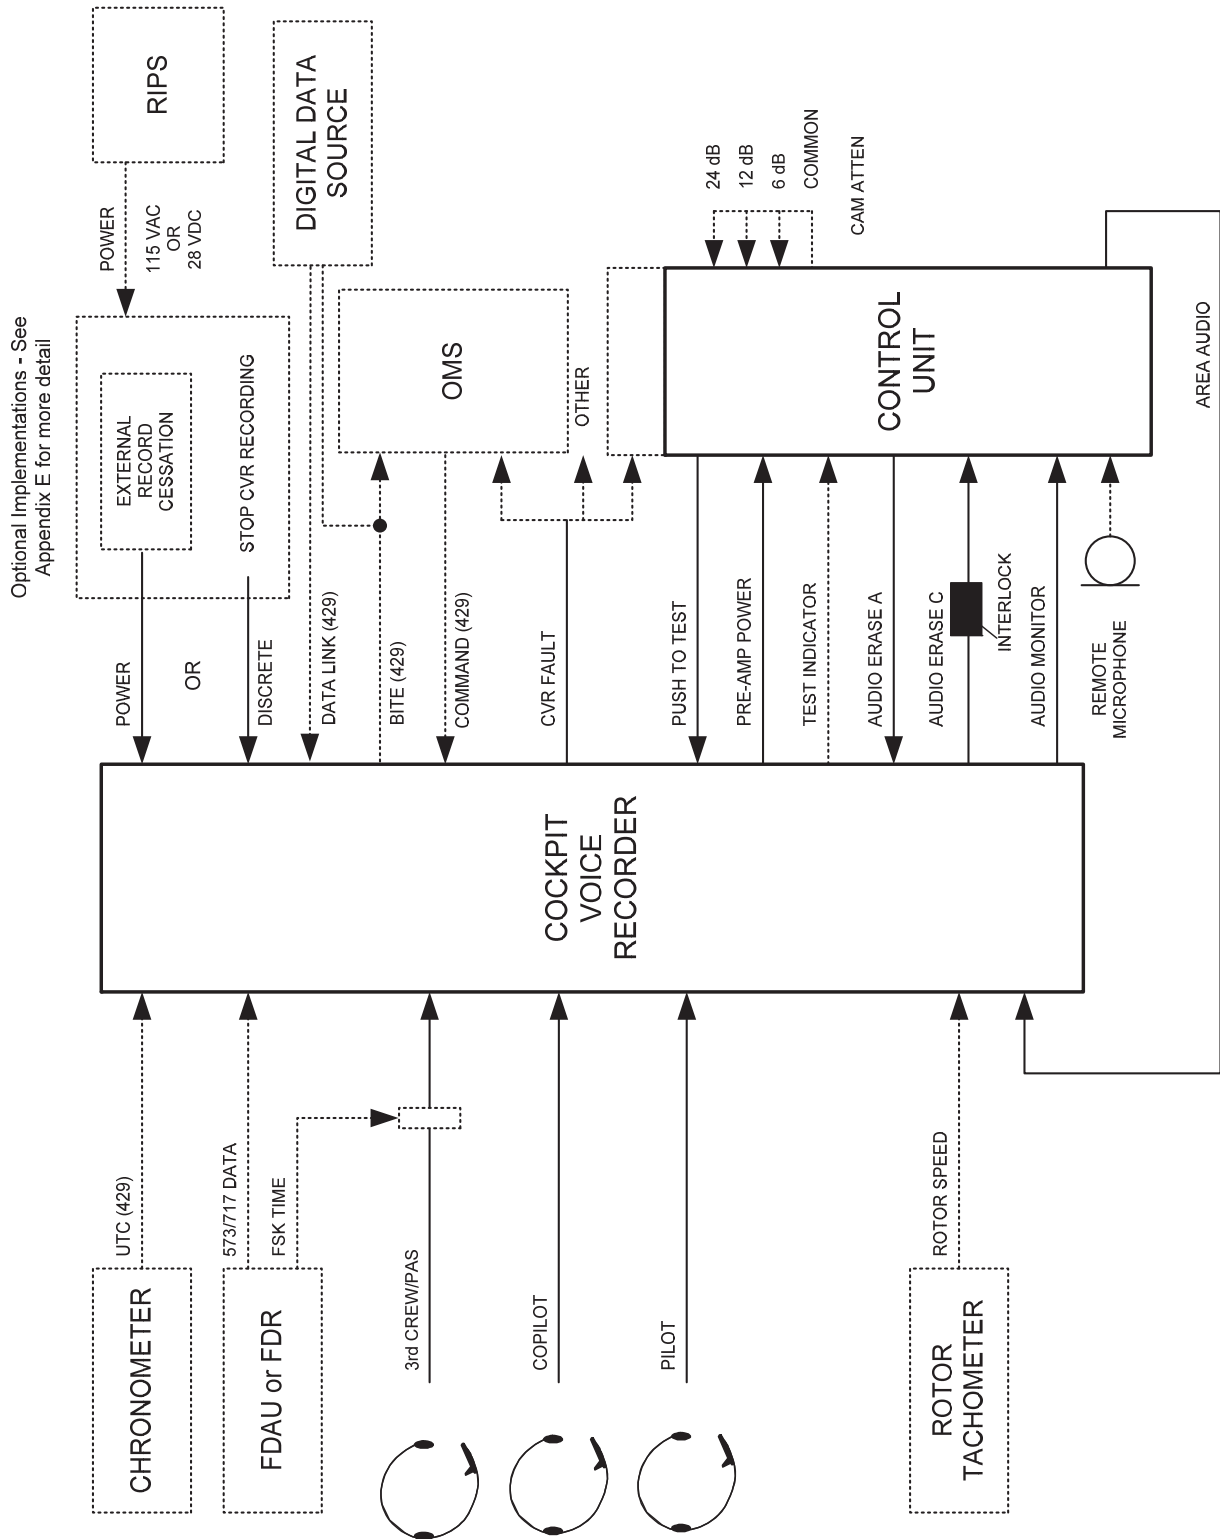 Optional Implementations - See
Appendix E for more detail
RIPS
POWER
115 VAC
OR
28 VDC
EXTERNAL
RECORD
CESSATION
STOP CVR RECORDING
DIGITAL DATA
SOURCE
OMS
OTHER
24 dB
12 dB
6 dB
COMMON
CAM ATTEN
CONTROL
UNIT
AREA AUDIO
POWER
OR
DISCRETE
DATA LINK (429)
BITE (429)
COMMAND (429)
CVR FAULT
PUSH TO TEST
PRE-AMP POWER
TEST INDICATOR
AUDIO ERASE A
AUDIO ERASE C
INTERLOCK
AUDIO MONITOR
REMOTE
MICROPHONE
COCKPIT
VOICE
RECORDER
UTC (429)
573/717 DATA
FSK TIME
3rd CREW/PAS
COPILOT
PILOT
ROTOR SPEED
CHRONOMETER
FDAU or FDR
ROTOR
TACHOMETER